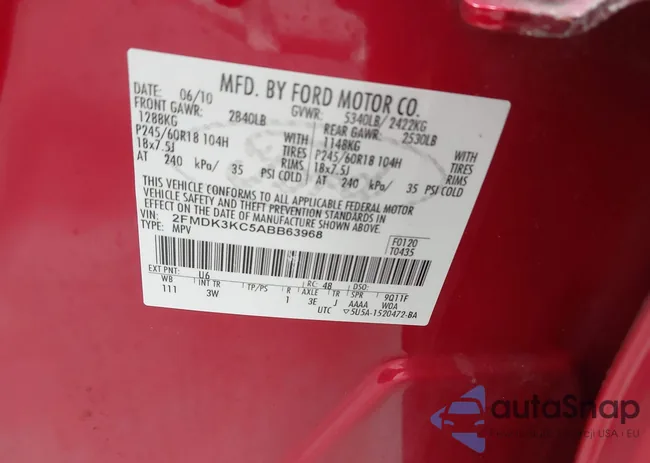 MFD. BY FORD MOTOR CO.
DATE: 06/10 GVWR: 5340LB/ 2422KG
FRONT GAWR: 2840LB REAR GAWR: 2530LB
1288KG WITH 1148KG WITH
P245/60R18 104H TIRES P245/60R18 104H TIRES
18x7.5J RIMS 18x7.5J RIMS
AT 240 kPa/ 35 PSI COLD AT 240 kPa/ 35 PSI COLD
THIS VEHICLE CONFORMS TO ALL APPLICABLE FEDERAL MOTOR
VEHICLE SAFETY AND THEFT PREVENTION STANDARDS IN
EFFECT ON THE DATE OF MANUFACTURE SHOWN ABOVE.
VIN: 2FMDK3KC5ABB63968 F0120
TYPE: MPV T0435
EXT PNT: U6 RC: 48 DSO:
WB INT TR TP/PS R AXLE TR SPR 9QT1F
111 3W 1 3E J AAAA WOA
UTC 5U5A-1520472-BA
autoSnap
USA i EU